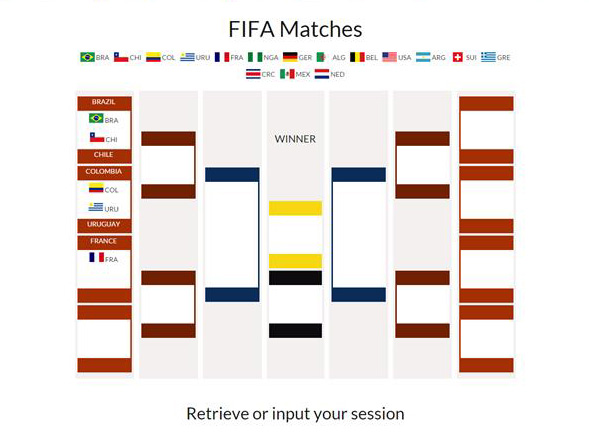 FIFA Matches
BRA CHI COL URU FRA NGA GER ALG BEL USA ARG SUI GRE
CRC MEX NED
BRAZIL
BRA
CHI
CHILE
COLOMBIA
COL
URU
URUGUAY
FRANCE
FRA
WINNER
Retrieve or input your session